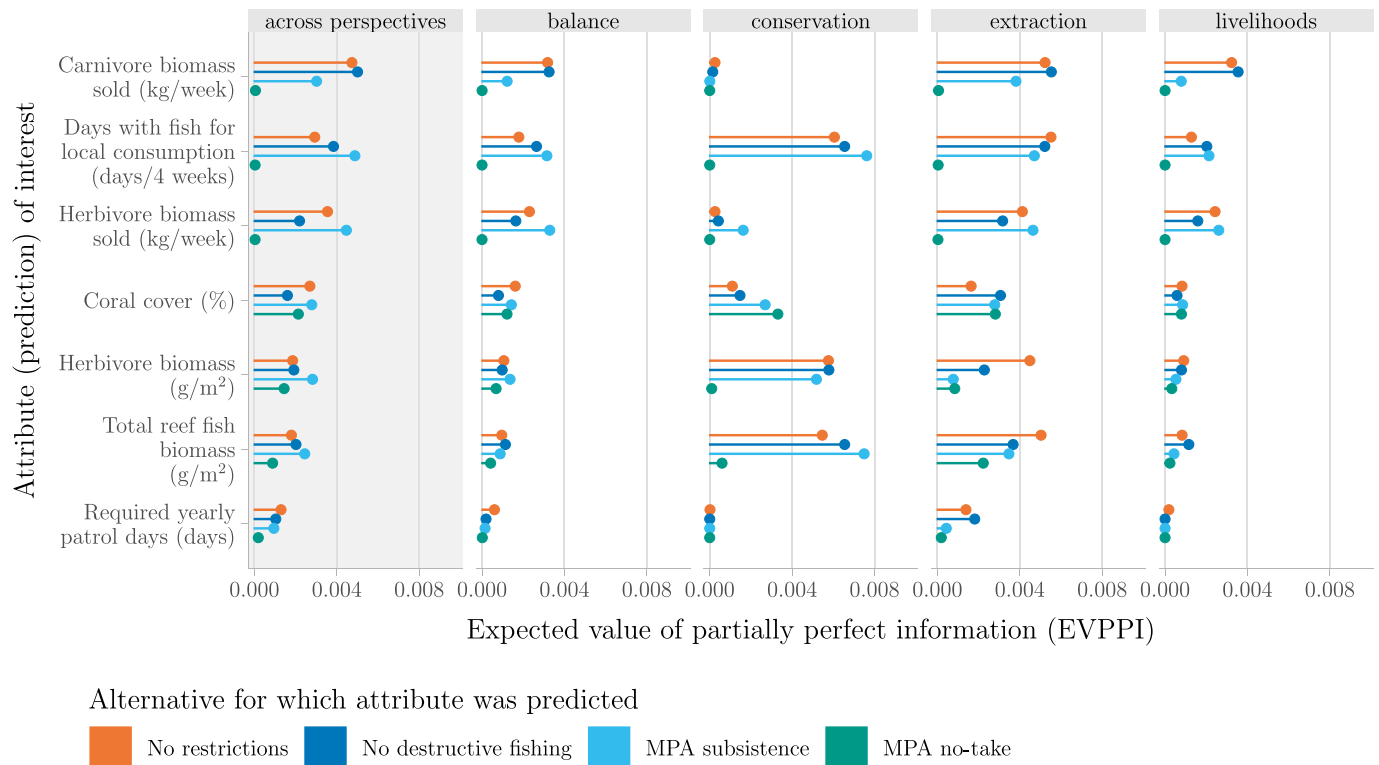 across perspectives
balance
conservation
extraction
livelihoods
Attribute (prediction) of interest
Carnivore biomass
sold (kg/week)
Days with fish for
local consumption
(days/4 weeks)
Herbivore biomass
sold (kg/week)
Coral cover (%)
Herbivore biomass
(g/m²)
Total reef fish
biomass
(g/m²)
Required yearly
patrol days (days)
0.000 0.004 0.008 0.000 0.004 0.008 0.000 0.004 0.008 0.000 0.004 0.008 0.000 0.004 0.008
Expected value of partially perfect information (EVPPI)
Alternative for which attribute was predicted
No restrictions No destructive fishing MPA subsistence MPA no-take